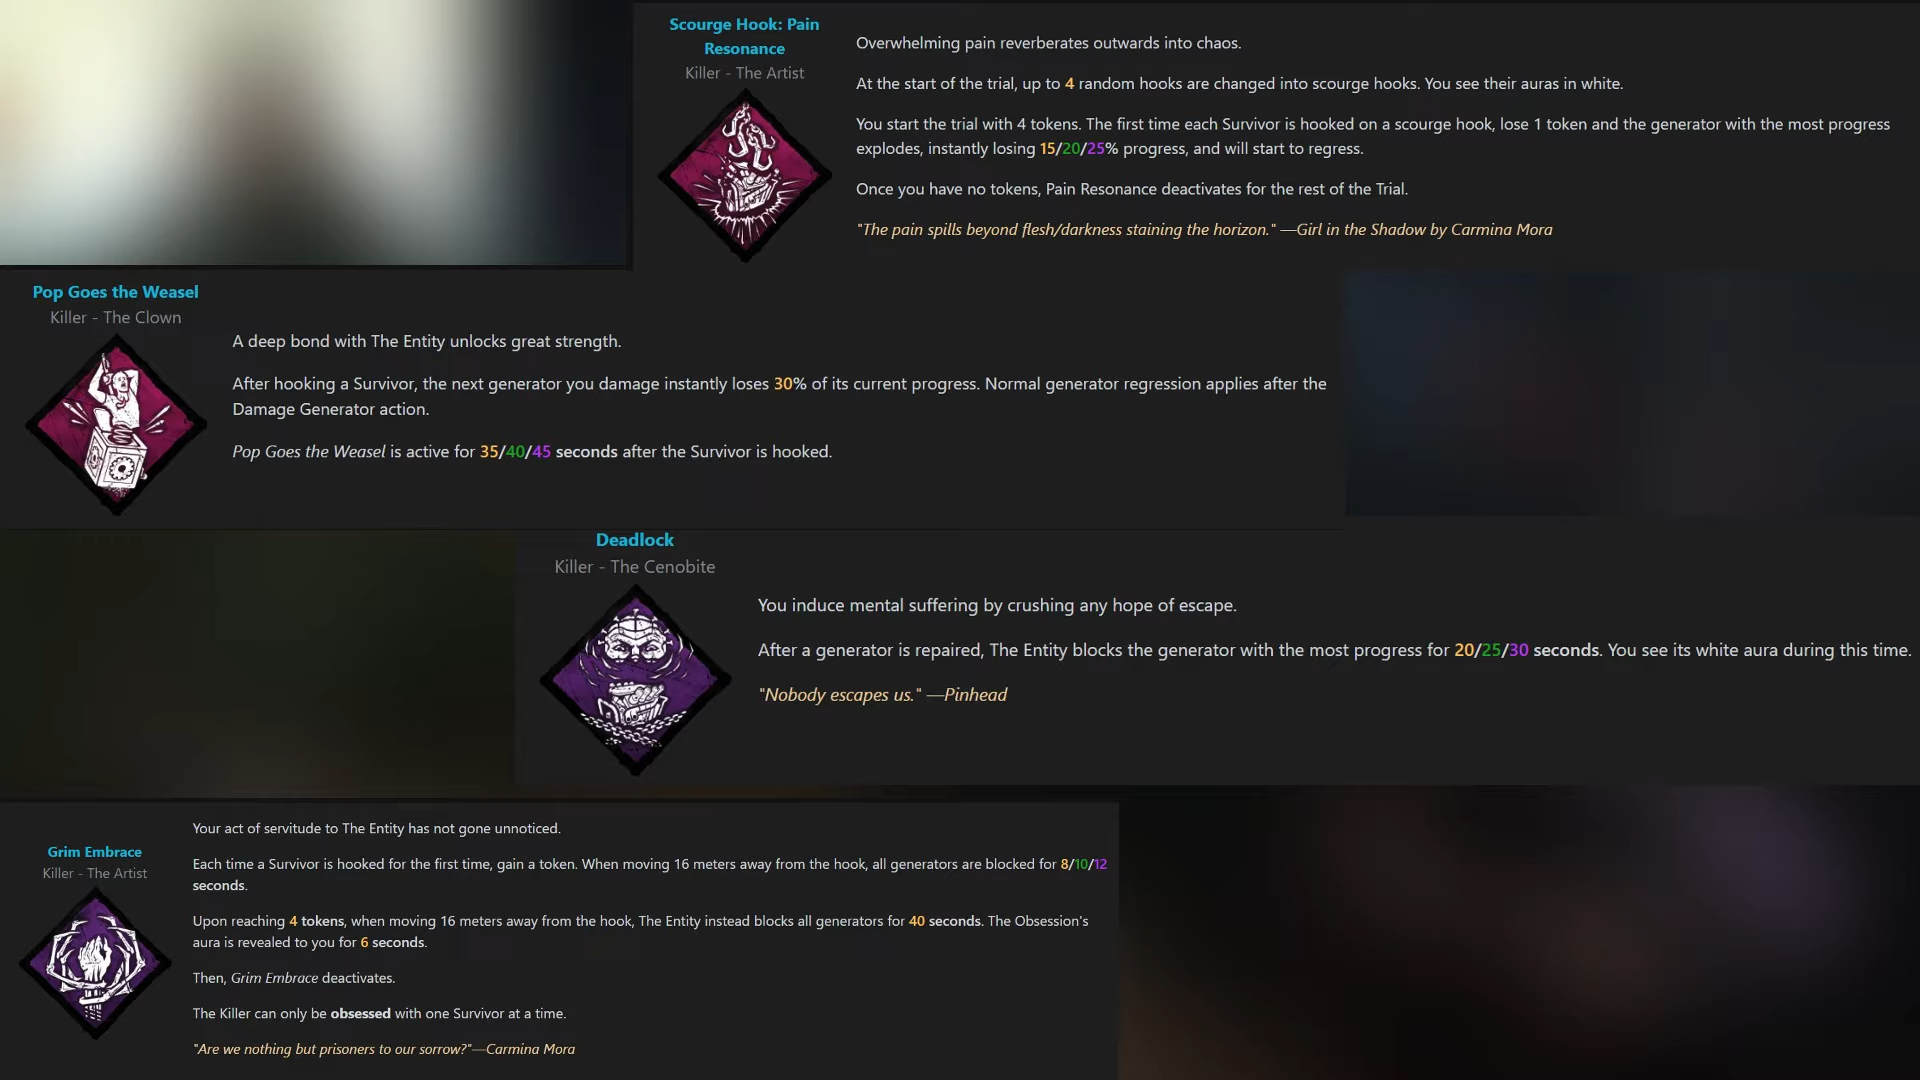 Scourge Hook: Pain
Resonance
Killer - The Artist
Overwhelming pain reverberates outwards into chaos.
At the start of the trial, up to 4 random hooks are changed into scourge hooks. You see their auras in white.
You start the trial with 4 tokens. The first time each Survivor is hooked on a scourge hook, lose 1 token and the generator with the most progress
explodes, instantly losing 15/20/25% progress, and will start to regress.
Once you have no tokens, Pain Resonance deactivates for the rest of the Trial.
"The pain spills beyond flesh/darkness staining the horizon." —Girl in the Shadow by Carmina Mora
Pop Goes the Weasel
Killer - The Clown
A deep bond with The Entity unlocks great strength.
After hooking a Survivor, the next generator you damage instantly loses 30% of its current progress. Normal generator regression applies after the
Damage Generator action.
Pop Goes the Weasel is active for 35/40/45 seconds after the Survivor is hooked.
Deadlock
Killer - The Cenobite
You induce mental suffering by crushing any hope of escape.
After a generator is repaired, The Entity blocks the generator with the most progress for 20/25/30 seconds. You see its white aura during this time.
"Nobody escapes us." —Pinhead
Grim Embrace
Killer - The Artist
Your act of servitude to The Entity has not gone unnoticed.
Each time a Survivor is hooked for the first time, gain a token. When moving 16 meters away from the hook, all generators are blocked for 8/10/12
seconds.
Upon reaching 4 tokens, when moving 16 meters away from the hook, The Entity instead blocks all generators for 40 seconds. The Obsession's
aura is revealed to you for 6 seconds.
Then, Grim Embrace deactivates.
The Killer can only be obsessed with one Survivor at a time.
"Are we nothing but prisoners to our sorrow?"—Carmina Mora